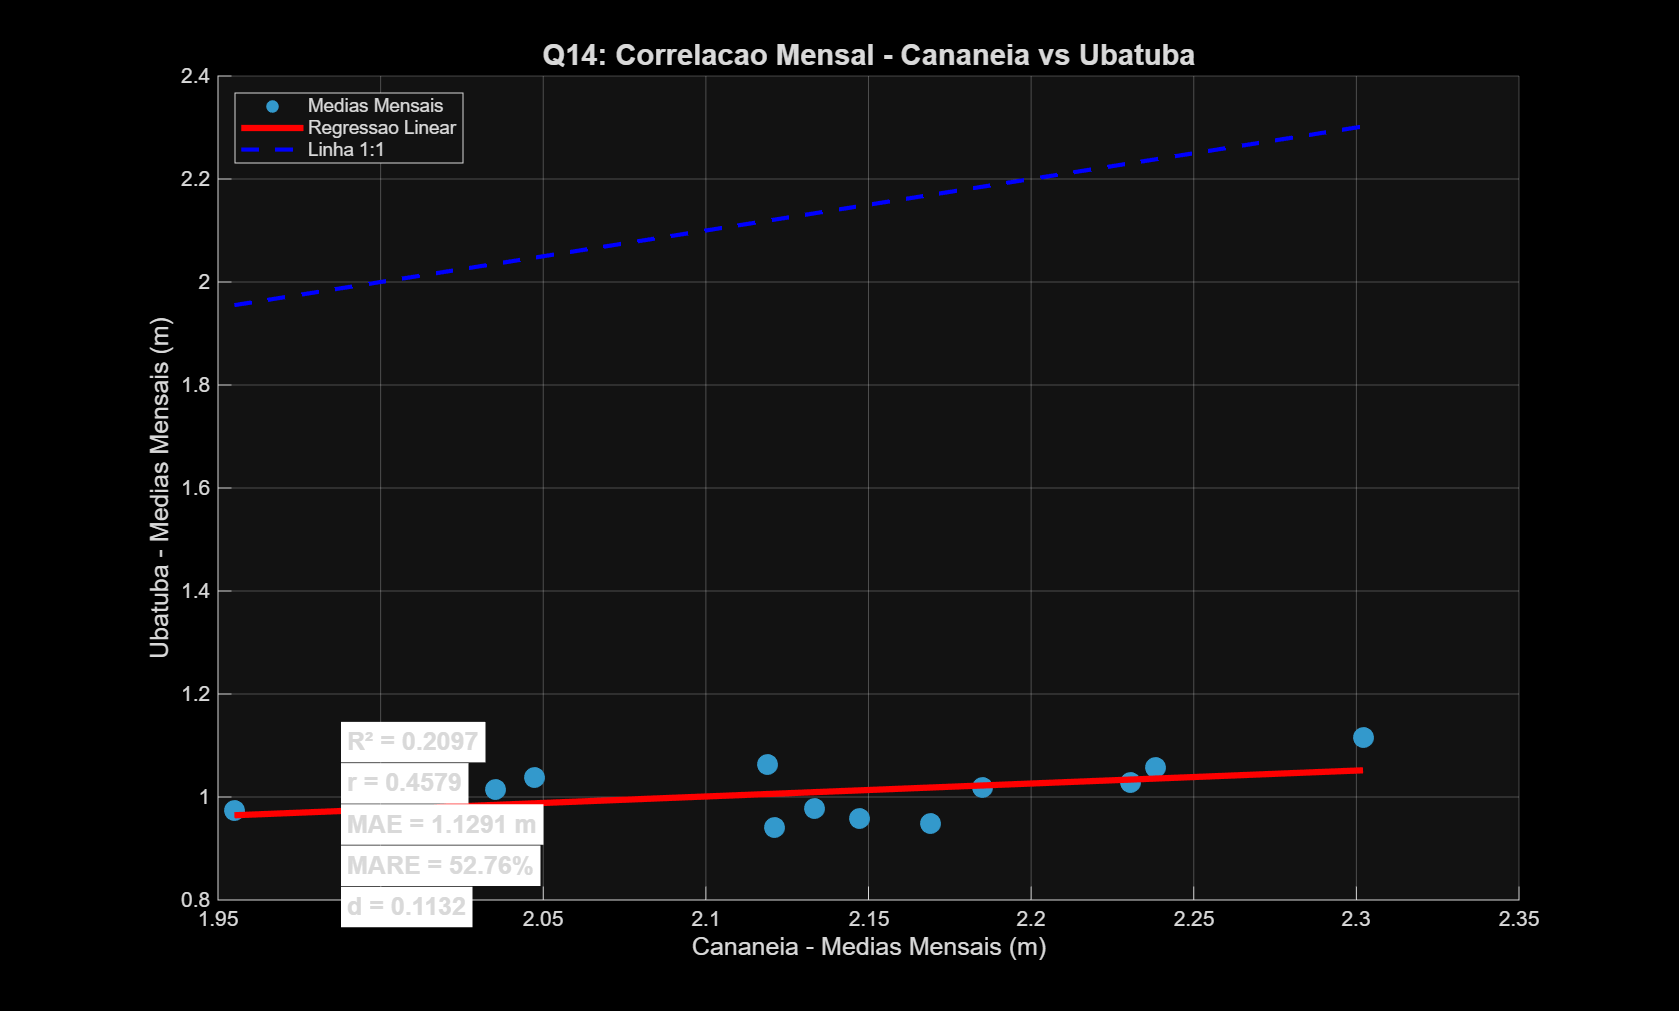 Q14: Correlacao Mensal - Cananeia vs Ubatuba
Medias Mensais
Regressao Linear
Linha 1:1
Ubatuba - Medias Mensais (m)
2.4
2.2
2
1.8
1.6
1.4
1.2
1
0.8
R² = 0.2097
r = 0.4579
MAE = 1.1291 m
MARE = 52.76%
d = 0.1132
1.95 2.05 2.1 2.15 2.2 2.25 2.3 2.35
Cananeia - Medias Mensais (m)